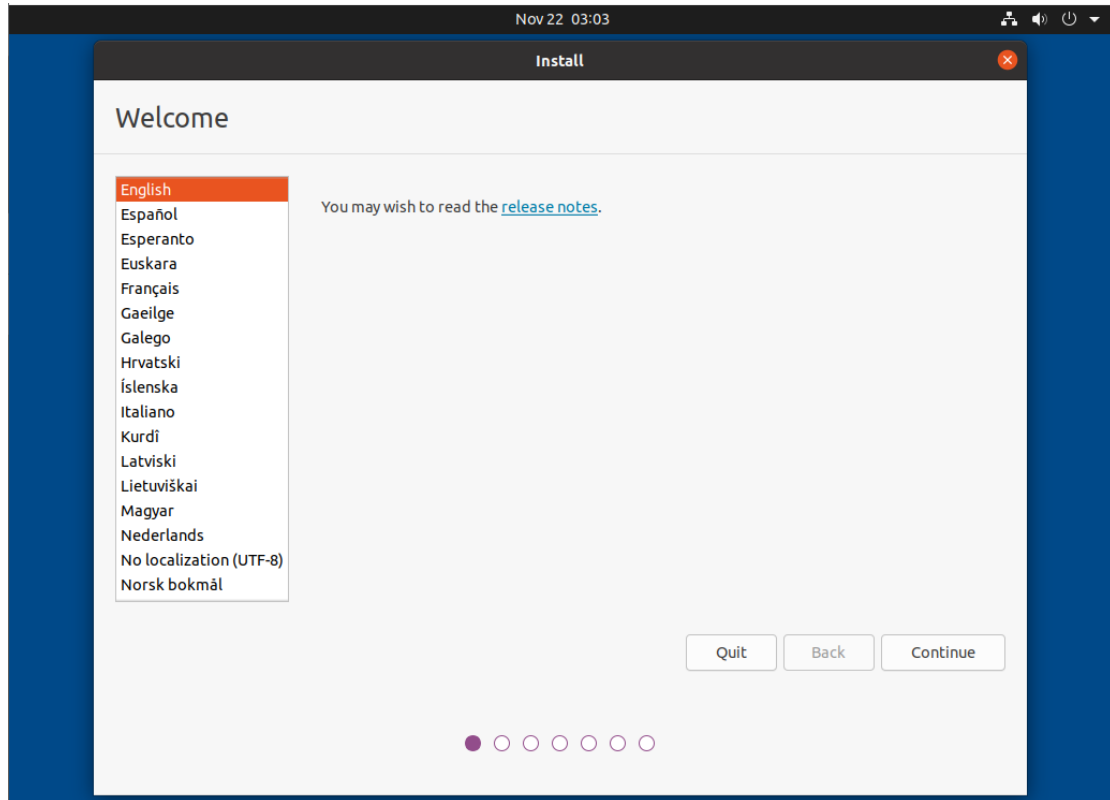 Nov 22 03:03
Install
Welcome
English
Español
Esperanto
Euskara
Français
Gaeilge
Galego
Hrvatski
Íslenska
Italiano
Kurdî
Latviski
Lietuviškai
Magyar
Nederlands
No localization (UTF-8)
Norsk bokmål
You may wish to read the release notes.
Quit
Back
Continue